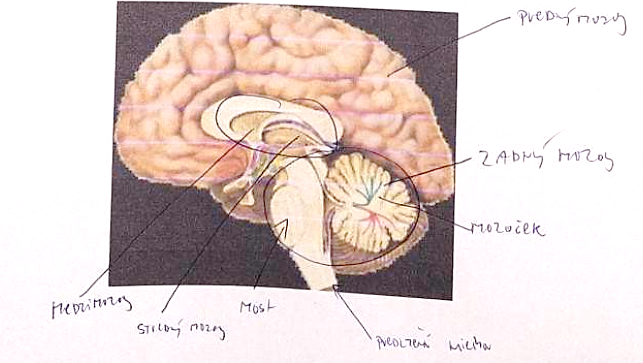 PREDNÝ MOZOG
ZADNÝ MOZOG
MOZOČEK
MEDZIMOZOG
STREDNÝ MOZOG
MOST
PREDĹŽENÁ MIECHA